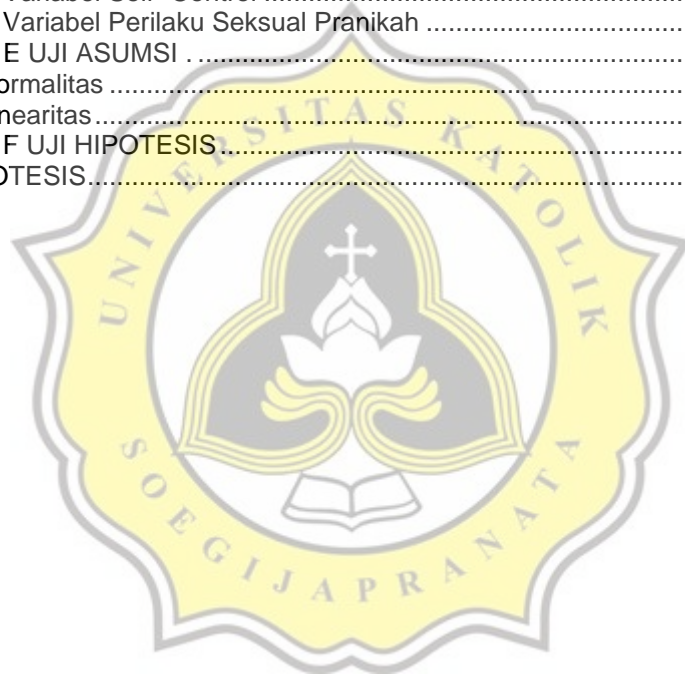 Variabel Perilaku Seksual Pranikah ........................................
E UJI ASUMSI . ..............................................................................
ormalitas ........................................................................................
nearitas..........................................................................................
F UJI HIPOTESIS..........................................................................
OTESIS...........................................................................................
UNIVERSITAS KATOLIK
SOEGIJAPRANATA